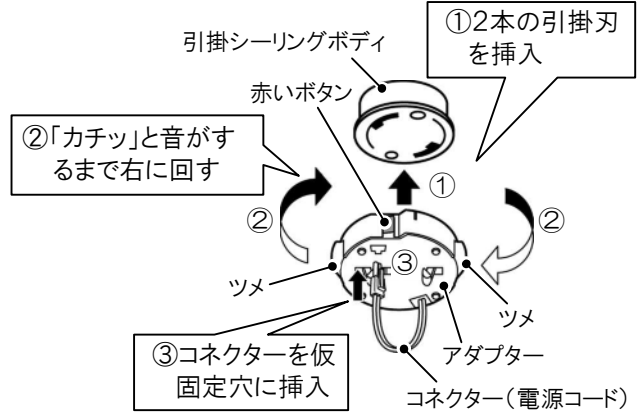 ①2本の引掛刃
を挿入
引掛シーリングボディ
赤いボタン
②「カチッ」と音がす
るまで右に回す
①
②
②
③
ツメ
ツメ
③コネクターを仮
固定穴に挿入
アダプター
コネクター(電源コード)